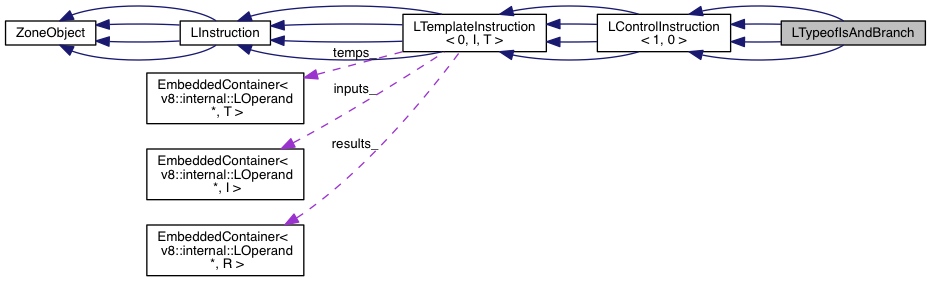 ZoneObject
LInstruction
LTemplateInstruction
< 0, I, T >
LControlInstruction
< 1, 0 >
LTypeofIsAndBranch
temps_
EmbeddedContainer<
v8::internal::LOperand
*, T >
inputs_
EmbeddedContainer<
v8::internal::LOperand
*, I >
results_
EmbeddedContainer<
v8::internal::LOperand
*, R >